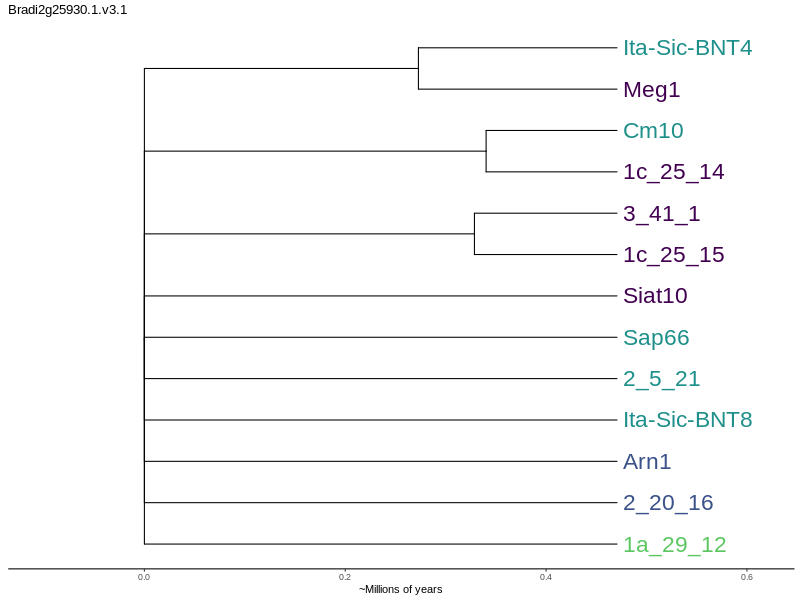 Bradi2g25930.1.v3.1
Ita-Sic-BNT4
Meg1
Cm10
1c_25_14
3_41_1
1c_25_15
Siat10
Sap66
2_5_21
Ita-Sic-BNT8
Arn1
2_20_16
1a_29_12
0.0 0.2 0.4 0.6
~Millions of years